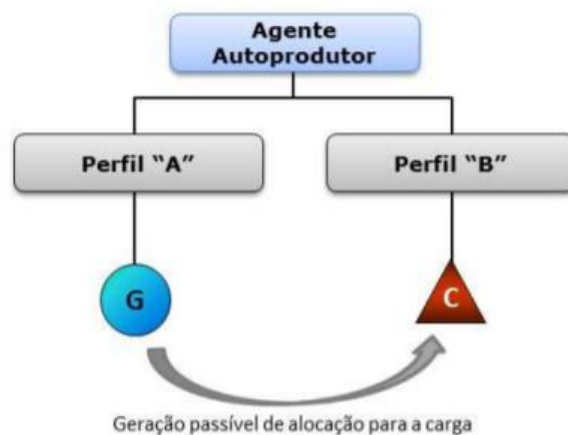 Agente
Autoprodutor
Perfil “A”
Perfil “B”
G
C
Geração passível de alocação para a carga